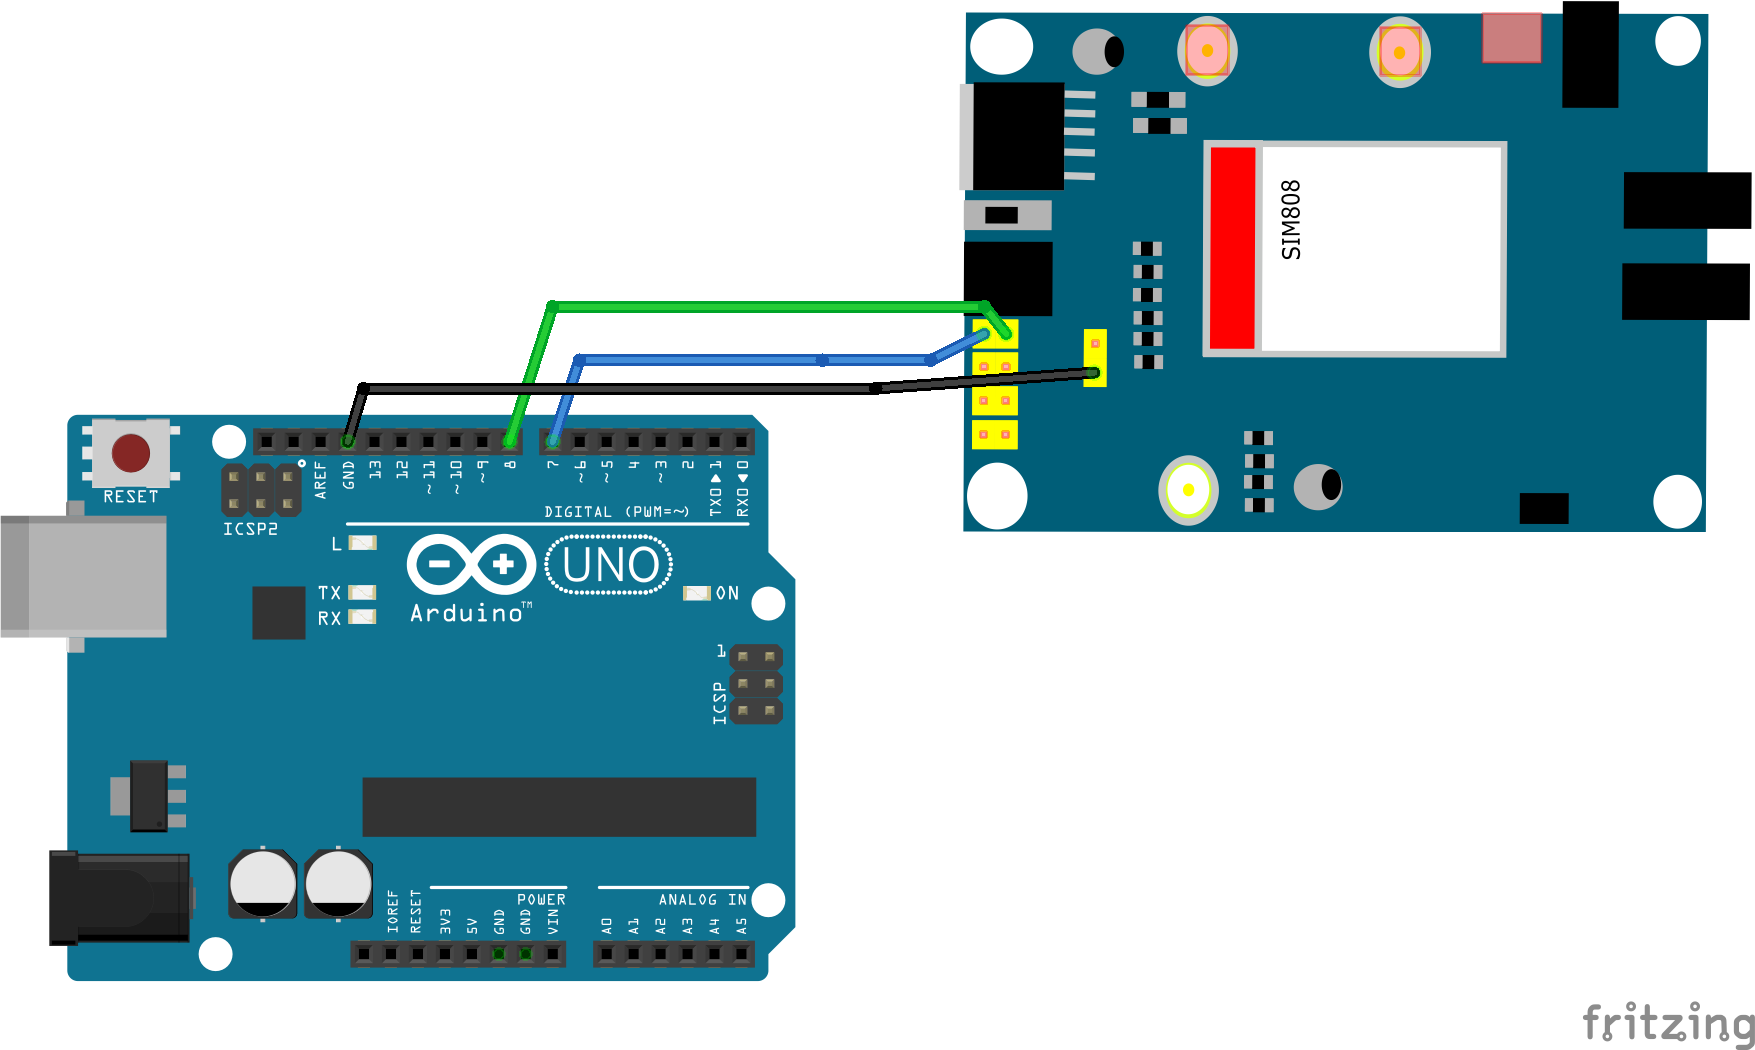 SIM808
RESET
ICSP2
AREF
GND
13
12
~11
~10
~9
8
7
~6
~5
4
~3
2
TX0▶1
RX0◀0
DIGITAL (PWM=~)
L
TX
RX
Arduino™
UNO
ON
1
ICSP
POWER
ANALOG IN
IOREF
RESET
3V3
5V
GND
GND
VIN
A0
A1
A2
A3
A4
A5
fritzing